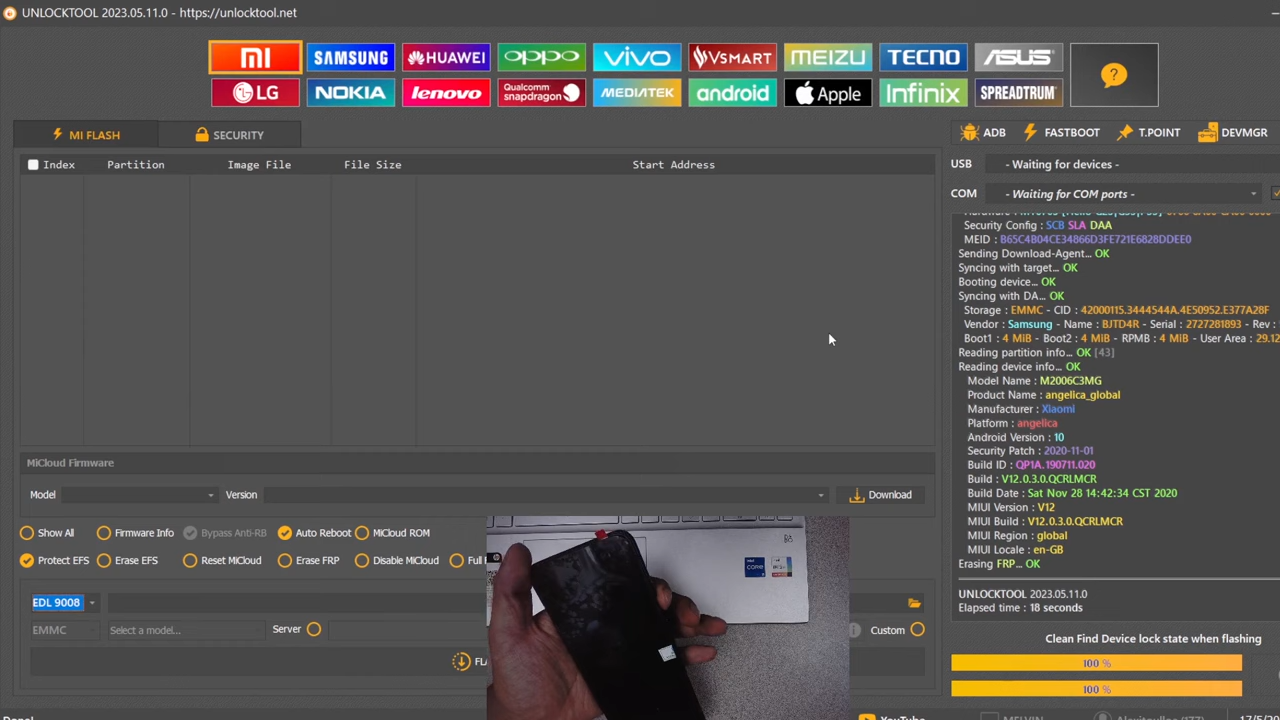 UNLOCKTOOL 2023.05.11.0 - https://unlocktool.net
MI SAMSUNG HUAWEI OPPO VIVO VSMART MEIZU TECNO ASUS ?
LG NOKIA lenovo Qualcomm snapdragon MEDIATEK android Apple Infinix SPREADTRUM
MI FLASH SECURITY
ADB FASTBOOT T.POINT DEVMGR
Index Partition Image File File Size Start Address
USB - Waiting for devices -
COM - Waiting for COM ports -
Security Config : SCB SLA DAA
MEID : B65C4B04CE34866D3FE721E6828DDEE0
Sending Download-Agent... OK
Syncing with target... OK
Booting device... OK
Syncing with DA... OK
Storage : EMMC - CID : 42000115.3444544A.4E50952.E377A28F
Vendor : Samsung - Name : BJTD4R - Serial : 2727281893 - Rev :
Boot1 : 4 MiB - Boot2 : 4 MiB - RPMB : 4 MiB - User Area : 29.12
Reading partition info... OK [43]
Reading device info... OK
Model Name : M2006C3MG
Product Name : angelica_global
Manufacturer : Xiaomi
Platform : angelica
Android Version : 10
Security Patch : 2020-11-01
Build ID : QP1A.190711.020
Build : V12.0.3.0.QCRLMCR
Build Date : Sat Nov 28 14:42:34 CST 2020
MIUI Version : V12
MIUI Build : V12.0.3.0.QCRLMCR
MIUI Region : global
MIUI Locale : en-GB
Erasing FRP... OK
UNLOCKTOOL 2023.05.11.0
Elapsed time : 18 seconds
MiCloud Firmware
Model Version Download
Show All Firmware Info Bypass Anti-RB Auto Reboot MiCloud ROM
Protect EFS Erase EFS Reset MiCloud Erase FRP Disable MiCloud Full
EDL 9008
EMMC Select a model... Server Custom
FLA
Clean Find Device lock state when flashing
100 %
100 %
YouTube MELVIN